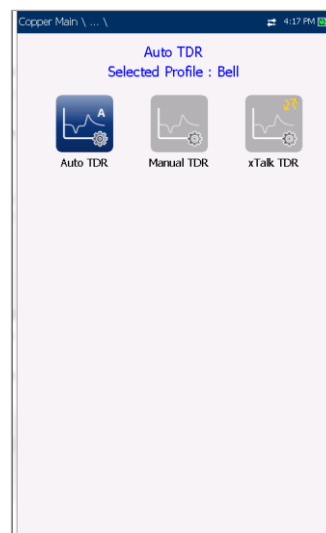 Copper Main \ ... \ 4:17 PM
Auto TDR
Selected Profile : Bell
A
Auto TDR Manual TDR xTalk TDR